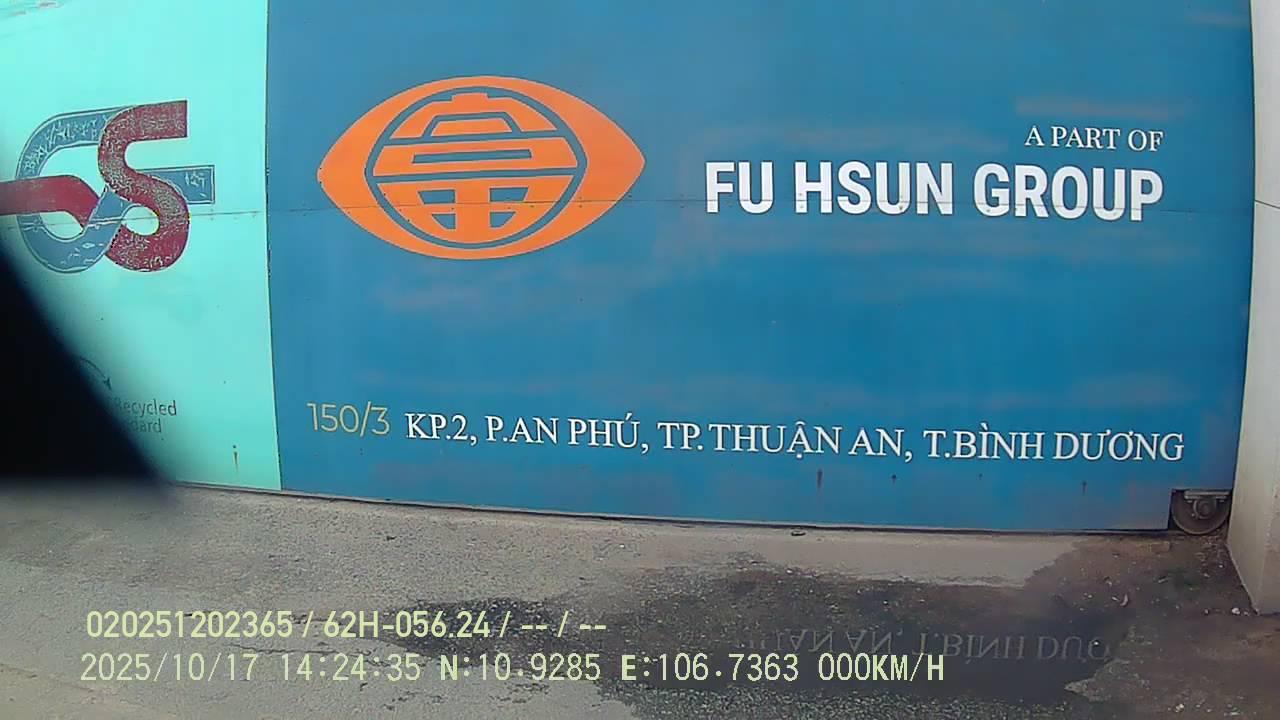 A PART OF
FU HSUN GROUP
Recycled
150/3 KP.2, P.AN PHÚ, TP. THUẬN AN, T.BÌNH DƯƠNG
020251202365 / 62H-056.24 / -- / --
2025/10/17 14:24:35 N:10.9285 E:106.7363 000KM/H